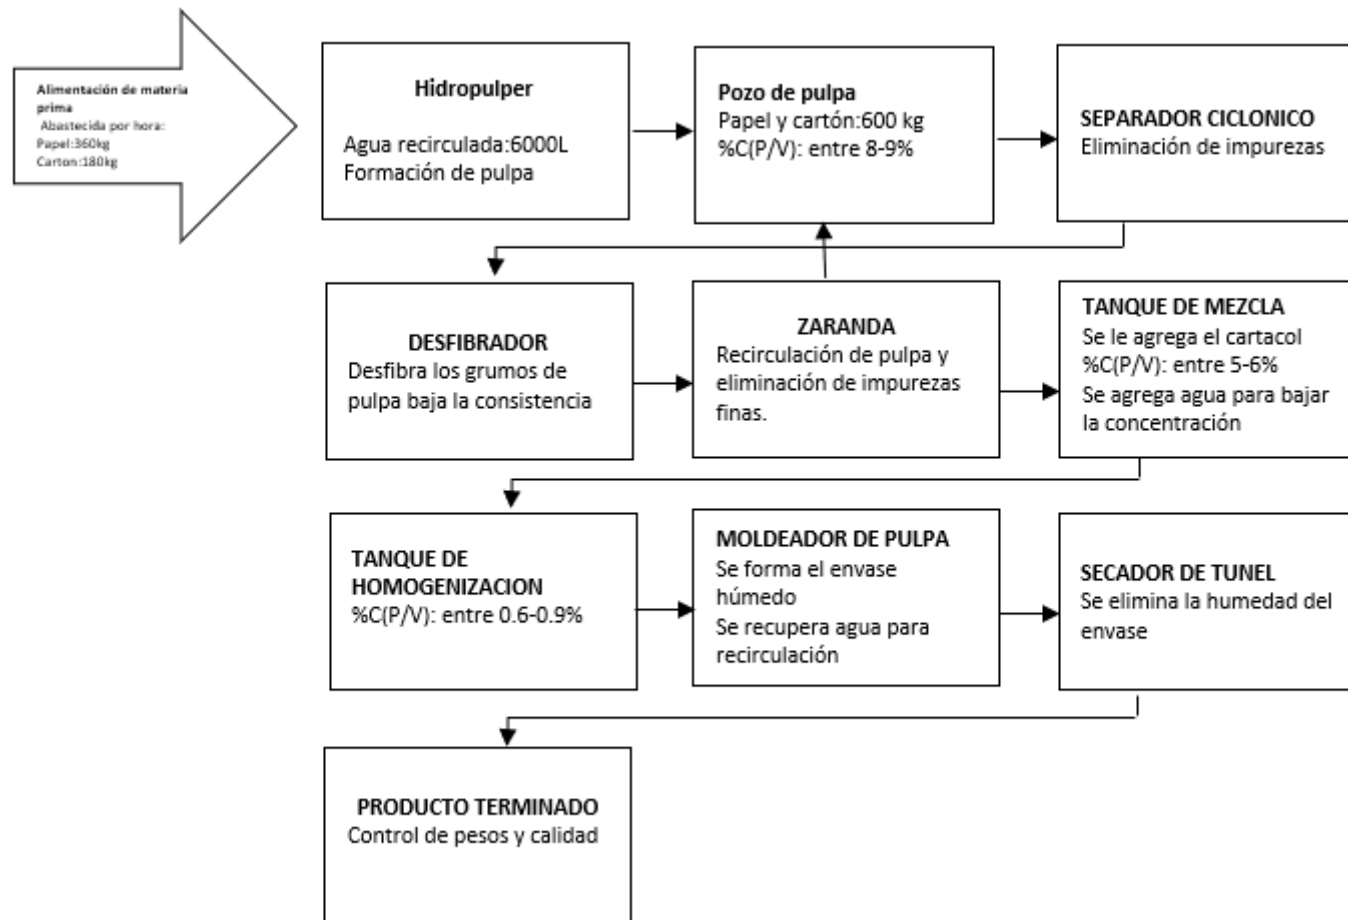 Alimentación de materia
prima
Abastecida por hora:
Papel:360kg
Carton:180kg
Hidropulper
Agua recirculada:6000L
Formación de pulpa
Pozo de pulpa
Papel y cartón:600 kg
%C(P/V): entre 8-9%
SEPARADOR CICLONICO
Eliminación de impurezas
DESFIBRADOR
Desfibra los grumos de
pulpa baja la consistencia
ZARANDA
Recirculación de pulpa y
eliminación de impurezas
finas.
TANQUE DE MEZCLA
Se le agrega el cartacol
%C(P/V): entre 5-6%
Se agrega agua para bajar
la concentración
TANQUE DE
HOMOGENIZACION
%C(P/V): entre 0.6-0.9%
MOLDEADOR DE PULPA
Se forma el envase
húmedo
Se recupera agua para
recirculación
SECADOR DE TUNEL
Se elimina la humedad del
envase
PRODUCTO TERMINADO
Control de pesos y calidad